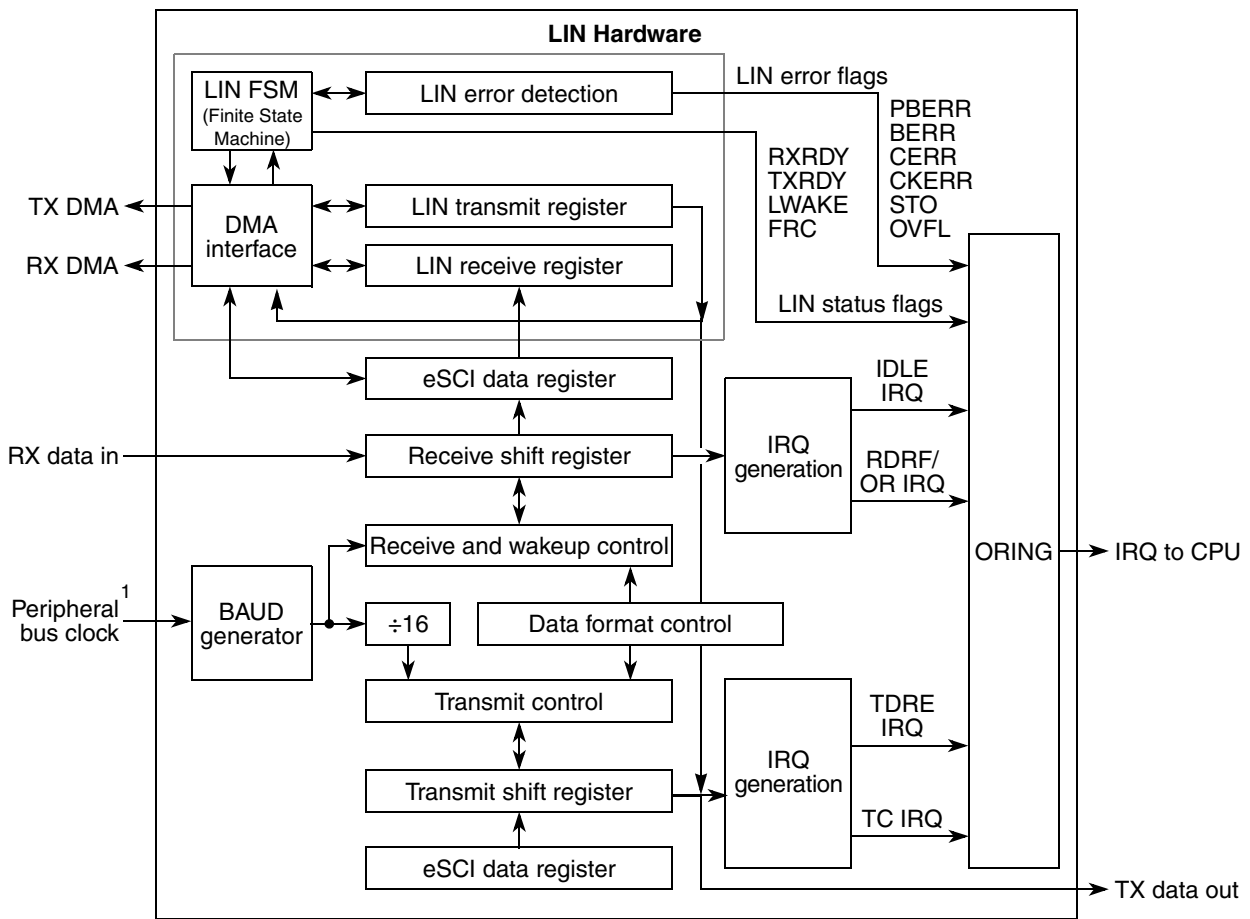 LIN Hardware
LIN FSM
(Finite State
Machine)
LIN error detection
LIN error flags
PBERR
BERR
CERR
CKERR
STO
OVFL
RXRDY
TXRDY
LWAKE
FRC
TX DMA
RX DMA
DMA
interface
LIN transmit register
LIN receive register
LIN status flags
eSCI data register
IDLE
IRQ
RX data in
Receive shift register
IRQ
generation
RDRF/
OR IRQ
Receive and wakeup control
ORING
IRQ to CPU
Peripheral 1
bus clock
BAUD
generator
÷16
Data format control
Transmit control
TDRE
IRQ
IRQ
generation
Transmit shift register
TC IRQ
eSCI data register
TX data out